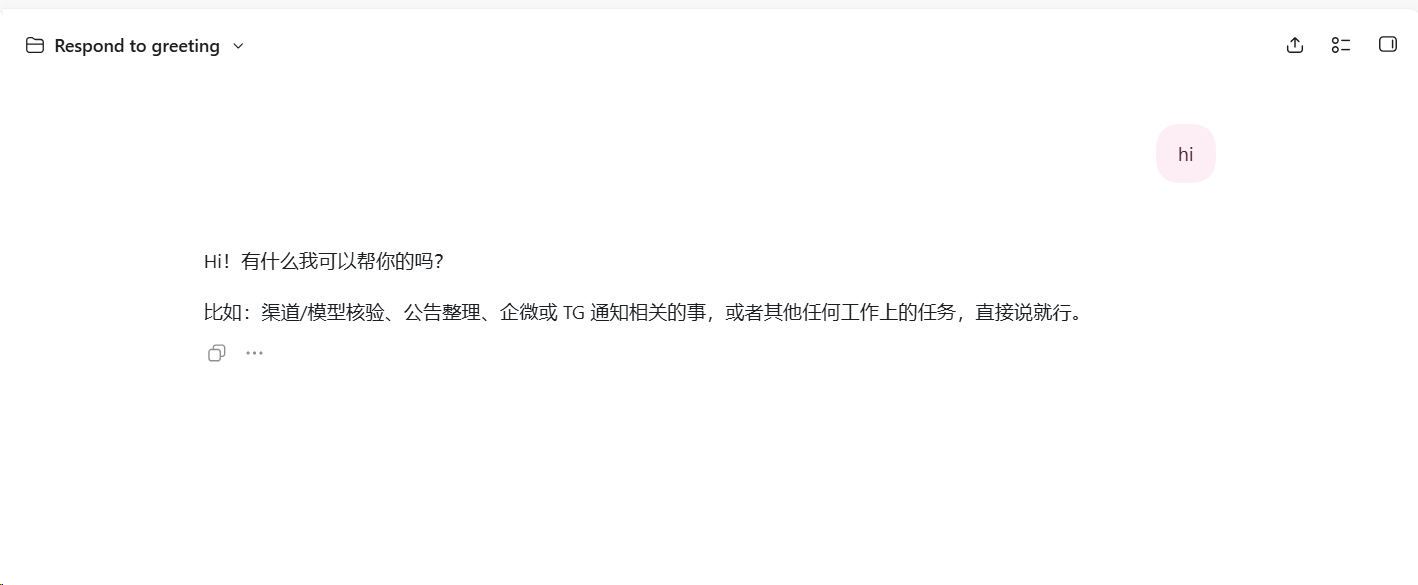 Respond to greeting
hi
Hi！有什么我可以帮你的吗？
比如：渠道/模型核验、公告整理、企微或 TG 通知相关的事，或者其他任何工作上的任务，直接说就行。